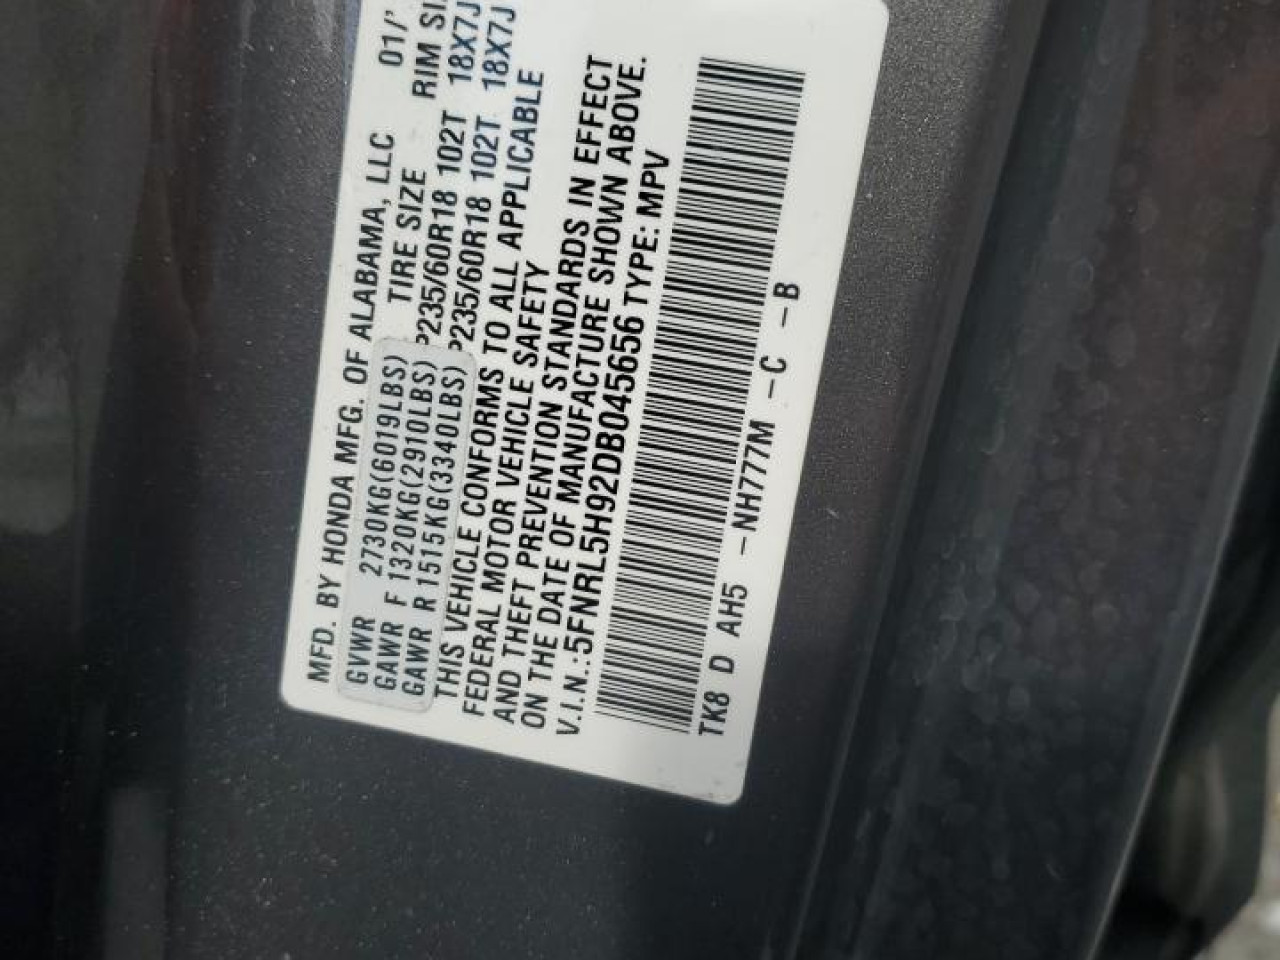 MFD. BY HONDA MFG. OF ALABAMA, LLC 01/'
GVWR 2730KG(6019LBS) TIRE SIZE RIM SI
GAWR F 1320KG(2910LBS) P235/60R18 102T 18X7J
GAWR R 1515KG(3340LBS) P235/60R18 102T 18X7J
THIS VEHICLE CONFORMS TO ALL APPLICABLE
FEDERAL MOTOR VEHICLE SAFETY
AND THEFT PREVENTION STANDARDS IN EFFECT
ON THE DATE OF MANUFACTURE SHOWN ABOVE.
V.I.N.:5FNRL5H92DB045656 TYPE: MPV
TK8 D AH5 -NH777M -C -B